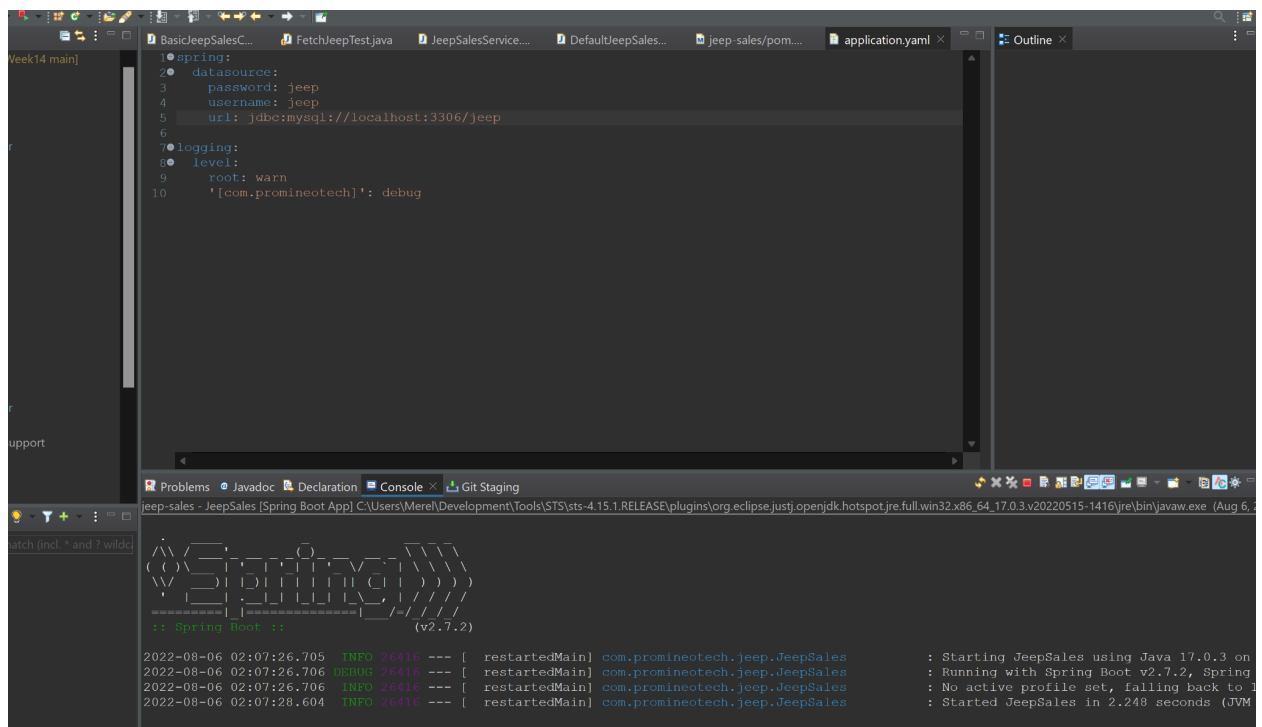 Week14 main]
upport
match (incl. * and ? wildc
BasicJeepSalesC... FetchJeepTest.java JeepSalesService.... DefaultJeepSales... jeep-sales/pom.... application.yaml
Outline
1 spring:
2 datasource:
3 password: jeep
4 username: jeep
5 url: jdbc:mysql://localhost:3306/jeep
6
7 logging:
8 level:
9 root: warn
10 '[com.promineotech]': debug
Problems Javadoc Declaration Console Git Staging
jeep-sales - JeepSales [Spring Boot App] C:\Users\Merel\Development\Tools\STS\sts-4.15.1.RELEASE\plugins\org.eclipse.justj.openjdk.hotspot.jre.full.win32.x86_64_17.0.3.v20220515-1416\jre\bin\javaw.exe (Aug 6, 2
Spring
:: Spring Boot :: (v2.7.2)
2022-08-06 02:07:26.705 INFO 26416 --- [ restartedMain] com.promineotech.jeep.JeepSales : Starting JeepSales using Java 17.0.3 on
2022-08-06 02:07:26.706 DEBUG 26416 --- [ restartedMain] com.promineotech.jeep.JeepSales : Running with Spring Boot v2.7.2, Spring
2022-08-06 02:07:26.706 INFO 26416 --- [ restartedMain] com.promineotech.jeep.JeepSales : No active profile set, falling back to 1
2022-08-06 02:07:28.604 INFO 26416 --- [ restartedMain] com.promineotech.jeep.JeepSales : Started JeepSales in 2.248 seconds (JVM